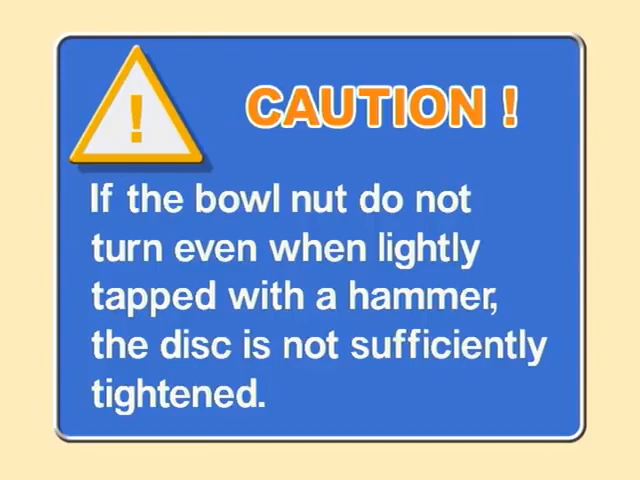 !
CAUTION !
If the bowl nut do not
turn even when lightly
tapped with a hammer,
the disc is not sufficiently
tightened.